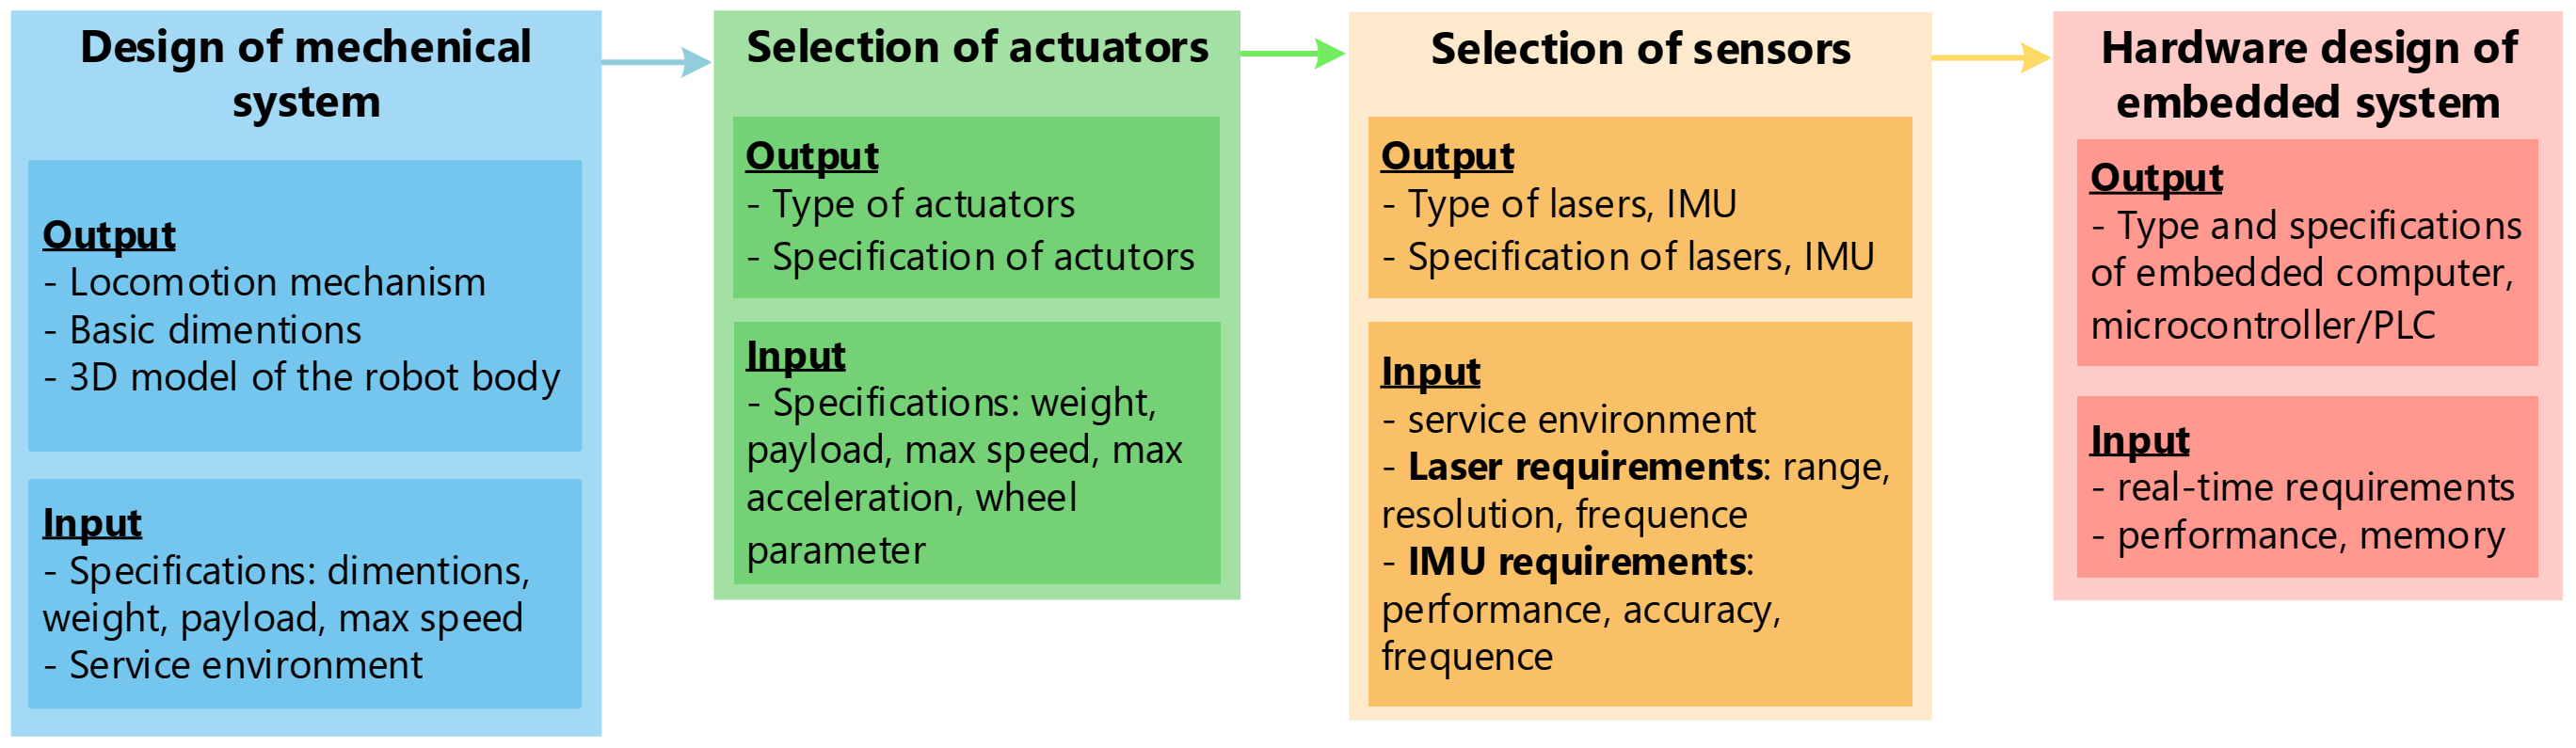 Design of mechenical
system
Output
- Locomotion mechanism
- Basic dimentions
- 3D model of the robot body
Input
- Specifications: dimentions,
weight, payload, max speed
- Service environment
Selection of actuators
Output
- Type of actuators
- Specification of actutors
Input
- Specifications: weight,
payload, max speed, max
acceleration, wheel
parameter
Selection of sensors
Output
- Type of lasers, IMU
- Specification of lasers, IMU
Input
- service environment
- Laser requirements: range,
resolution, frequence
- IMU requirements:
performance, accuracy,
frequence
Hardware design of
embedded system
Output
- Type and specifications
of embedded computer,
microcontroller/PLC
Input
- real-time requirements
- performance, memory